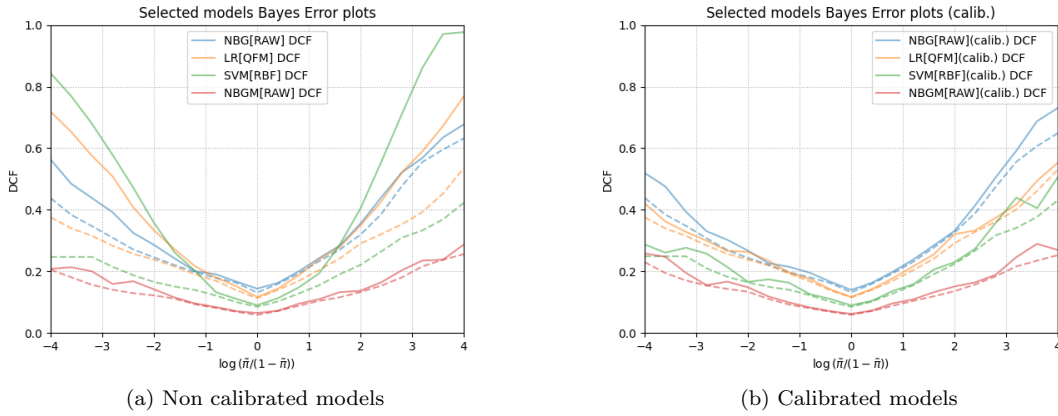 Selected models Bayes Error plots
1.0
0.8
0.6
0.4
0.2
0.0
DCF
NBG[RAW] DCF
LR[QFM] DCF
SVM[RBF] DCF
NBGM[RAW] DCF
−4 −3 −2 −1 0 1 2 3 4
log (π̃/(1 − π̃))
(a) Non calibrated models
Selected models Bayes Error plots (calib.)
1.0
0.8
0.6
0.4
0.2
0.0
DCF
NBG[RAW](calib.) DCF
LR[QFM](calib.) DCF
SVM[RBF](calib.) DCF
NBGM[RAW](calib.) DCF
−4 −3 −2 −1 0 1 2 3 4
log (π̃/(1 − π̃))
(b) Calibrated models